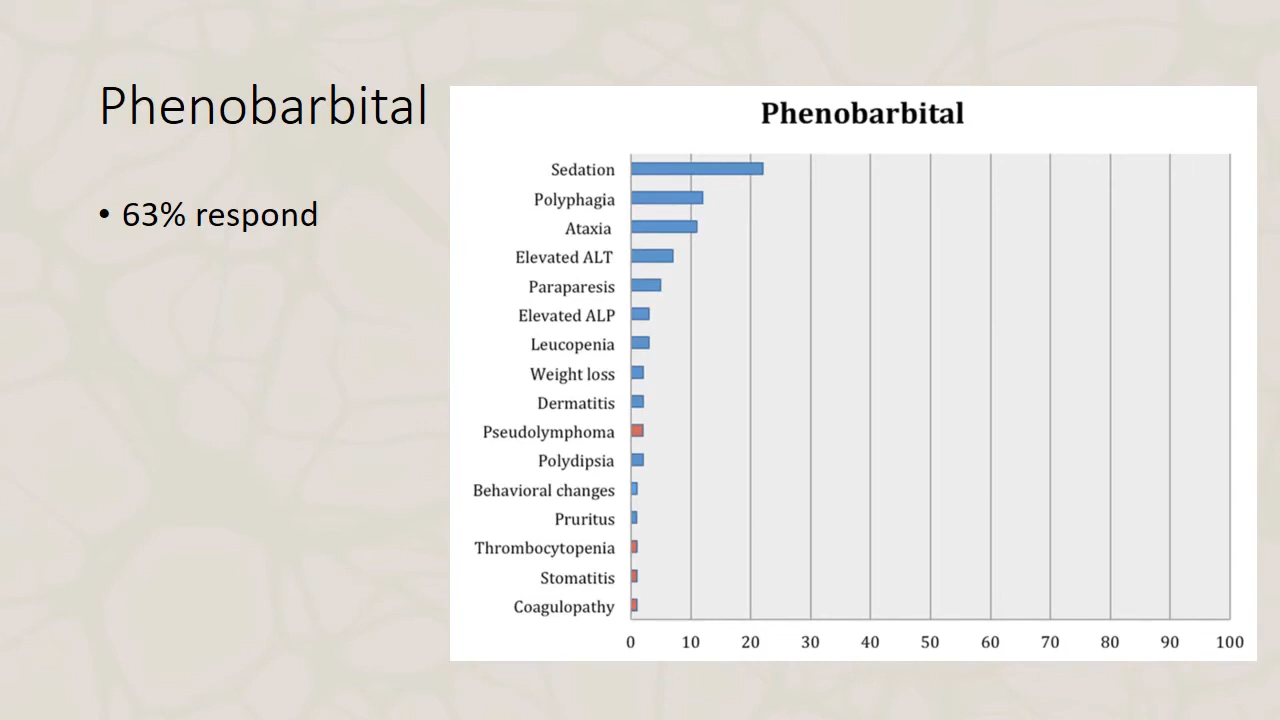 Phenobarbital
• 63% respond
Phenobarbital
Sedation
Polyphagia
Ataxia
Elevated ALT
Paraparesis
Elevated ALP
Leucopenia
Weight loss
Dermatitis
Pseudolymphoma
Polydipsia
Behavioral changes
Pruritus
Thrombocytopenia
Stomatitis
Coagulopathy
0 10 20 30 40 50 60 70 80 90 100